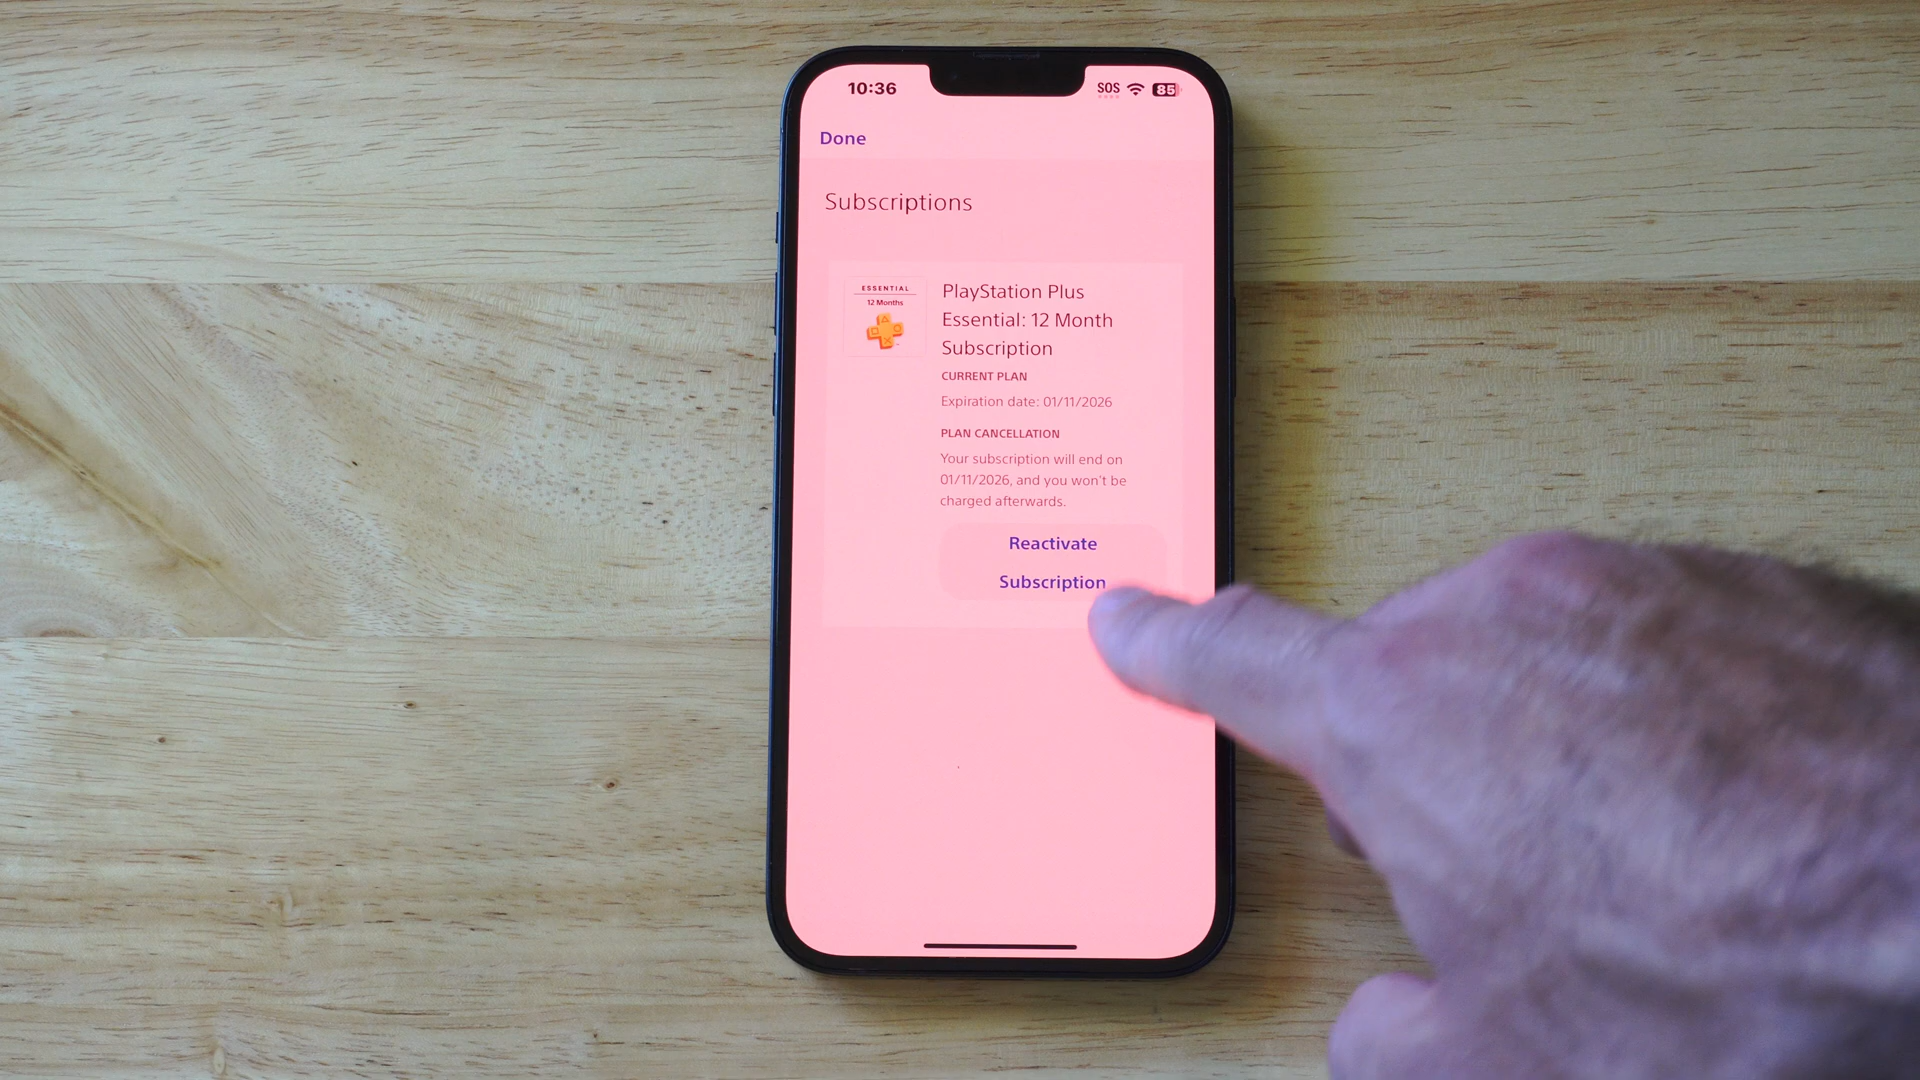 10:36
SOS
85
Done
Subscriptions
ESSENTIAL
12 Months
PlayStation Plus
Essential: 12 Month
Subscription
CURRENT PLAN
Expiration date: 01/11/2026
PLAN CANCELLATION
Your subscription will end on
01/11/2026, and you won't be
charged afterwards.
Reactivate
Subscription